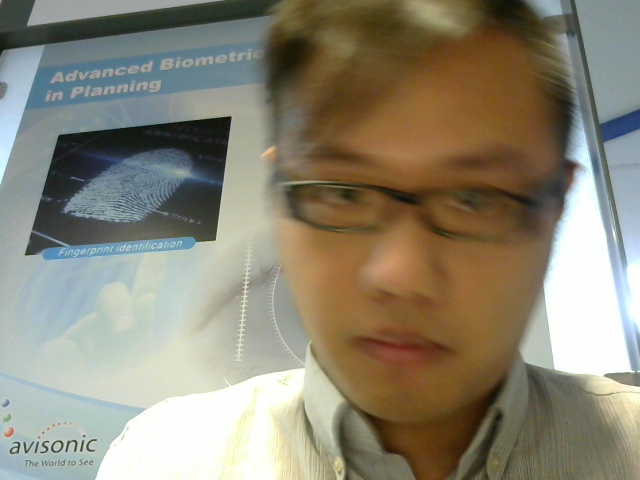 Advanced Biometric
in Planning
Fingerprint identification
avisonic
The World to See